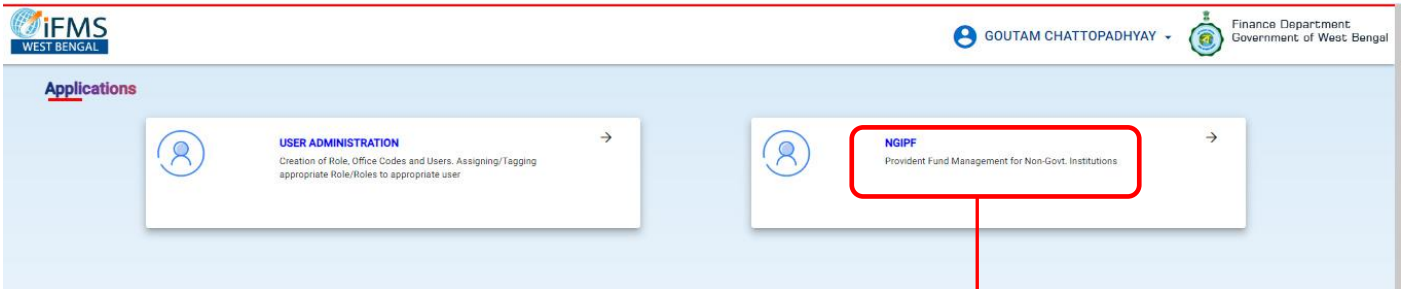 iFMS
WEST BENGAL
GOUTAM CHATTOPADHYAY
Finance Department
Government of West Bengal
Applications
USER ADMINISTRATION
Creation of Role, Office Codes and Users. Assigning/Tagging
appropriate Role/Roles to appropriate user
NGIPF
Provident Fund Management for Non-Govt. Institutions